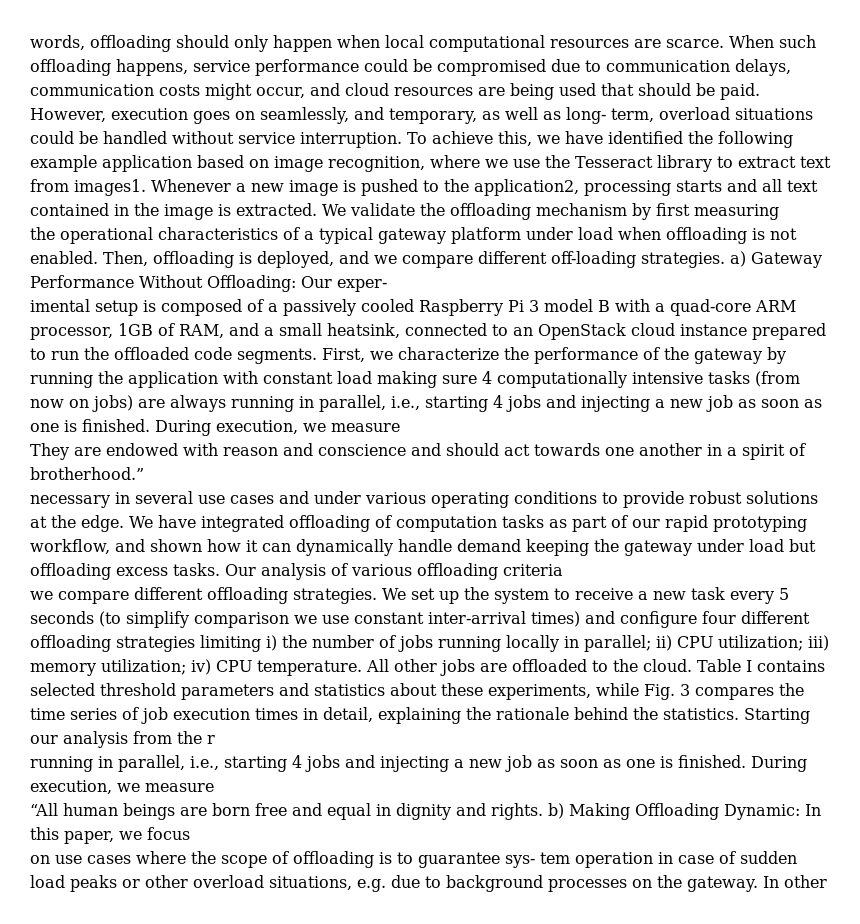 words, offloading should only happen when local computational resources are scarce. When such
offloading happens, service performance could be compromised due to communication delays,
communication costs might occur, and cloud resources are being used that should be paid.
However, execution goes on seamlessly, and temporary, as well as long- term, overload situations
could be handled without service interruption. To achieve this, we have identified the following
example application based on image recognition, where we use the Tesseract library to extract text
from images1. Whenever a new image is pushed to the application2, processing starts and all text
contained in the image is extracted. We validate the offloading mechanism by first measuring
the operational characteristics of a typical gateway platform under load when offloading is not
enabled. Then, offloading is deployed, and we compare different off-loading strategies. a) Gateway
Performance Without Offloading: Our exper-
imental setup is composed of a passively cooled Raspberry Pi 3 model B with a quad-core ARM
processor, 1GB of RAM, and a small heatsink, connected to an OpenStack cloud instance prepared
to run the offloaded code segments. First, we characterize the performance of the gateway by
running the application with constant load making sure 4 computationally intensive tasks (from
now on jobs) are always running in parallel, i.e., starting 4 jobs and injecting a new job as soon as
one is finished. During execution, we measure
They are endowed with reason and conscience and should act towards one another in a spirit of
brotherhood.”
necessary in several use cases and under various operating conditions to provide robust solutions
at the edge. We have integrated offloading of computation tasks as part of our rapid prototyping
workflow, and shown how it can dynamically handle demand keeping the gateway under load but
offloading excess tasks. Our analysis of various offloading criteria
we compare different offloading strategies. We set up the system to receive a new task every 5
seconds (to simplify comparison we use constant inter-arrival times) and configure four different
offloading strategies limiting i) the number of jobs running locally in parallel; ii) CPU utilization; iii)
memory utilization; iv) CPU temperature. All other jobs are offloaded to the cloud. Table I contains
selected threshold parameters and statistics about these experiments, while Fig. 3 compares the
time series of job execution times in detail, explaining the rationale behind the statistics. Starting
our analysis from the r
running in parallel, i.e., starting 4 jobs and injecting a new job as soon as one is finished. During
execution, we measure
“All human beings are born free and equal in dignity and rights. b) Making Offloading Dynamic: In
this paper, we focus
on use cases where the scope of offloading is to guarantee sys- tem operation in case of sudden
load peaks or other overload situations, e.g. due to background processes on the gateway. In other